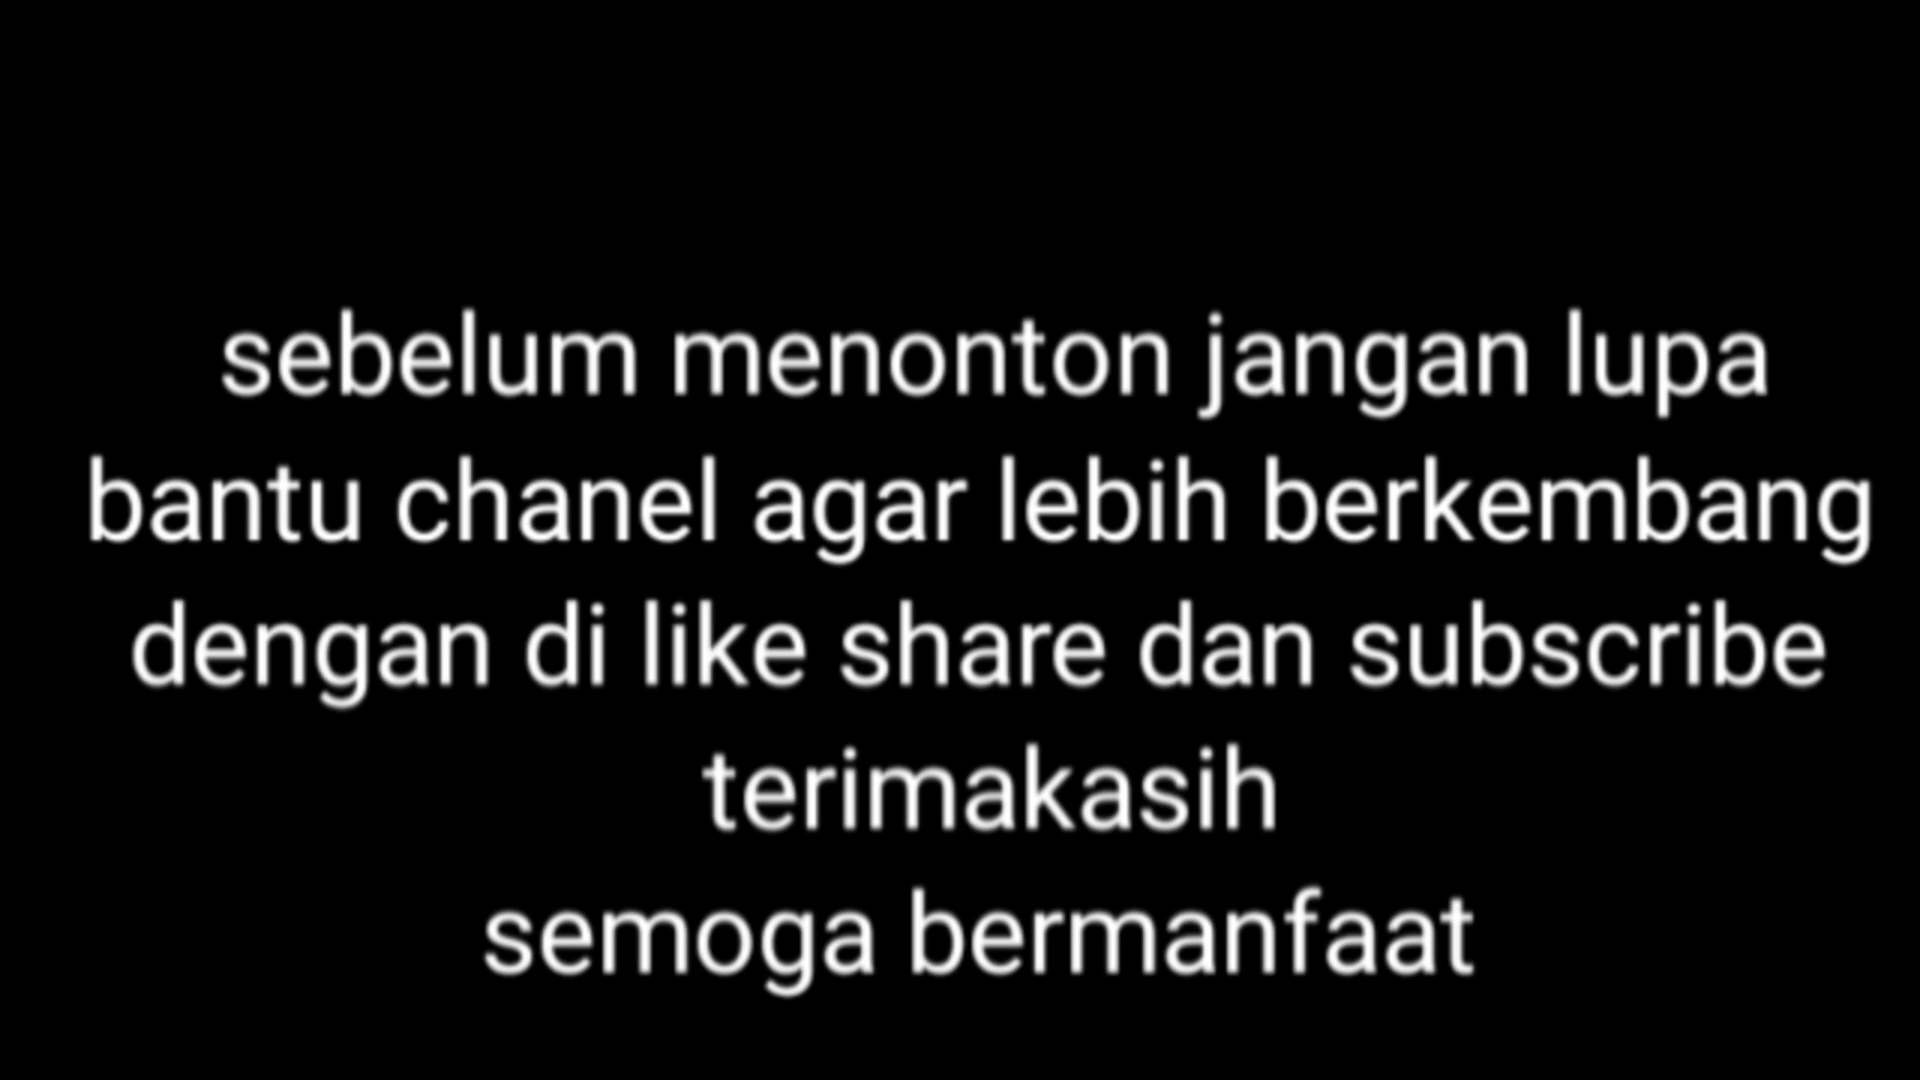 sebelum menonton jangan lupa
bantu chanel agar lebih berkembang
dengan di like share dan subscribe
terimakasih
semoga bermanfaat